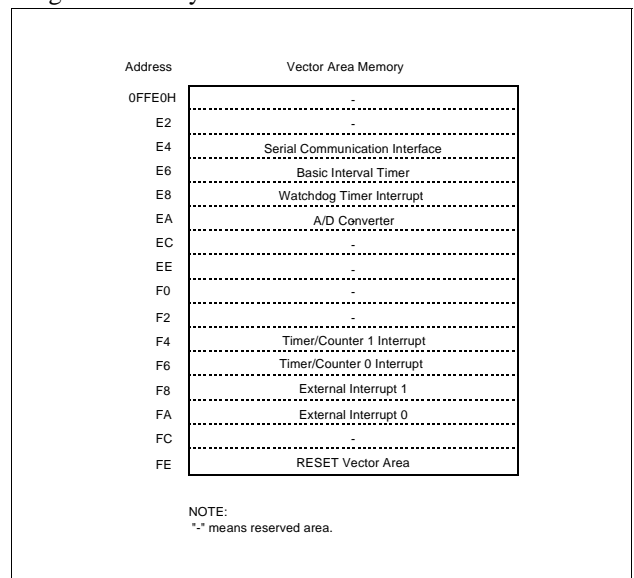 Address Vector Area Memory
0FFE0H -
E2 -
E4 Serial Communication Interface
E6 Basic Interval Timer
E8 Watchdog Timer Interrupt
EA A/D Converter
EC -
EE -
F0 -
F2 -
F4 Timer/Counter 1 Interrupt
F6 Timer/Counter 0 Interrupt
F8 External Interrupt 1
FA External Interrupt 0
FC -
FE RESET Vector Area
NOTE:
"-" means reserved area.